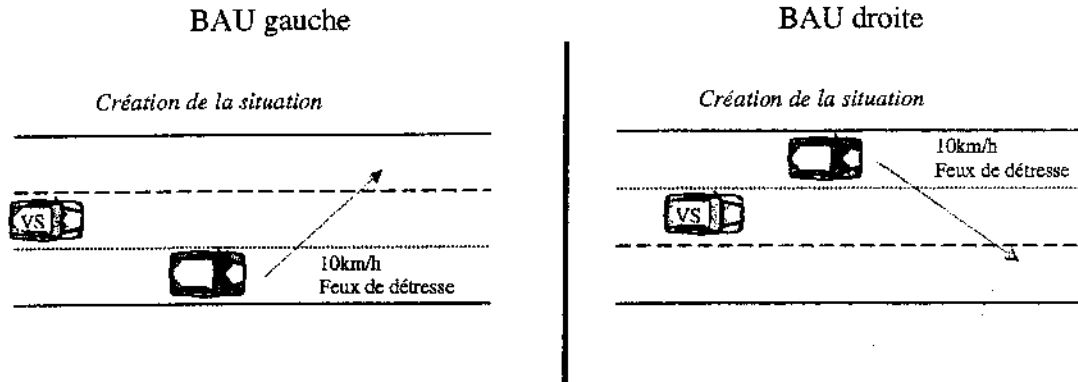 BAU gauche
Création de la situation
VS
10km/h
Feux de détresse
BAU droite
Création de la situation
10km/h
Feux de détresse
VS